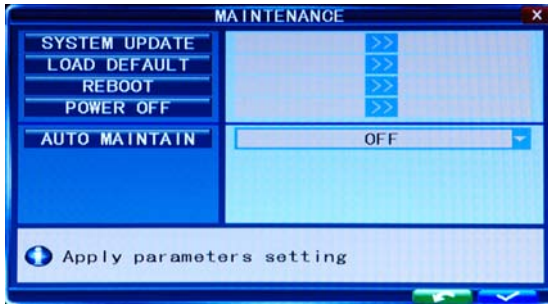 MAINTENANCE
SYSTEM UPDATE >>
LOAD DEFAULT >>
REBOOT >>
POWER OFF >>
AUTO MAINTAIN OFF
Apply parameters setting